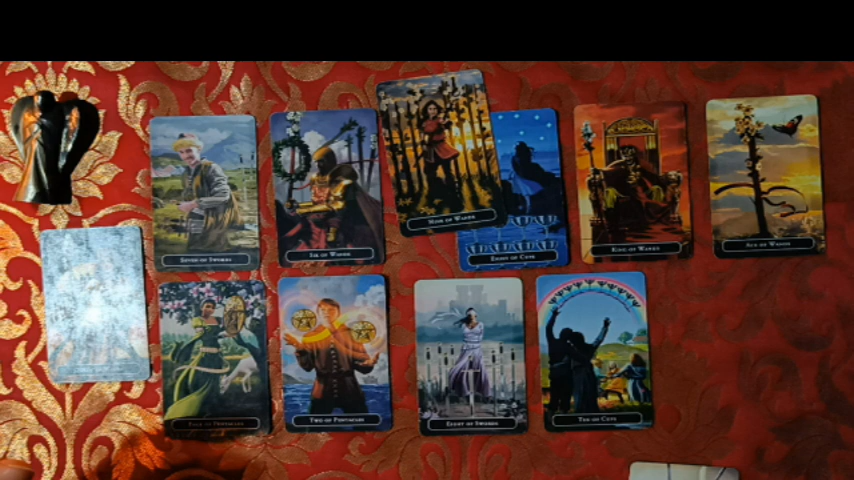 Seven of Swords
Six of Wands
Nine of Wands
Eight of Cups
King of Wands
Ace of Wands
Two of Pentacles
Eight of Swords
Ten of Cups